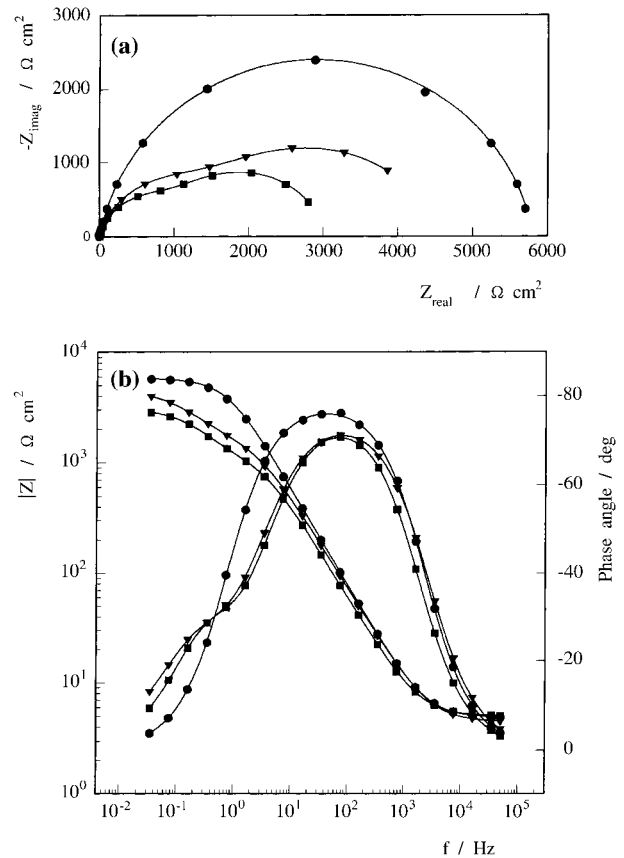 3000
(a)
2000
1000
0
-Z_imag / Ω cm²
0 1000 2000 3000 4000 5000 6000
Z_real / Ω cm²
10⁴
(b)
10³
10²
10¹
10⁰
|Z| / Ω cm²
-80
-60
-40
-20
0
Phase angle / deg
10⁻² 10⁻¹ 10⁰ 10¹ 10² 10³ 10⁴ 10⁵
f / Hz